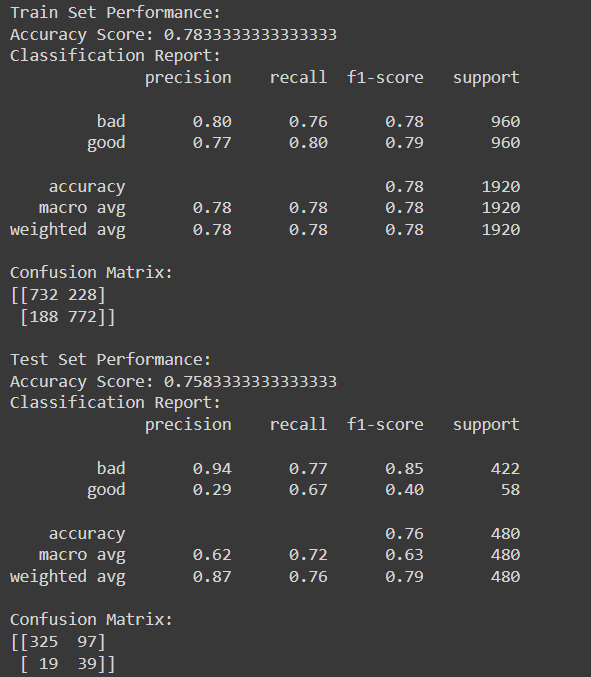 Train Set Performance:
Accuracy Score: 0.7833333333333333
Classification Report:
              precision    recall  f1-score   support

         bad       0.80      0.76      0.78       960
        good       0.77      0.80      0.79       960

    accuracy                           0.78      1920
   macro avg       0.78      0.78      0.78      1920
weighted avg       0.78      0.78      0.78      1920

Confusion Matrix:
[[732 228]
 [188 772]]

Test Set Performance:
Accuracy Score: 0.7583333333333333
Classification Report:
              precision    recall  f1-score   support

         bad       0.94      0.77      0.85       422
        good       0.29      0.67      0.40        58

    accuracy                           0.76       480
   macro avg       0.62      0.72      0.63       480
weighted avg       0.87      0.76      0.79       480

Confusion Matrix:
[[325  97]
 [ 19  39]]